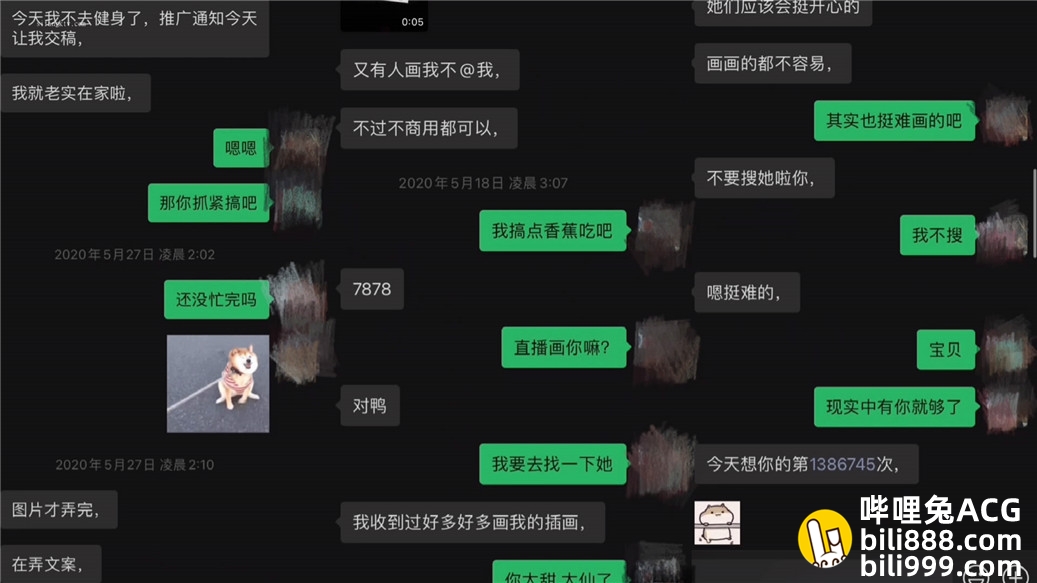 今天我不去健身了，推广通知今天
让我交稿，
我就老实在家啦，
嗯嗯
那你抓紧搞吧
2020年5月27日 凌晨2:02
还没忙完吗
2020年5月27日 凌晨2:10
图片才弄完，
在弄文案，
0:05
又有人画我不@我，
不过不商用都可以，
2020年5月18日 凌晨3:07
我搞点香蕉吃吧
7878
直播画你嘛？
对鸭
我要去找一下她
我收到过好多好多画我的插画，
你太甜 太仙了
她们应该会挺开心的
画画的都不容易，
其实也挺难画的吧
不要搜她啦你，
我不搜
嗯挺难的，
宝贝
现实中有你就够了
今天想你的第1386745次，
哔哩兔ACG
bili888.com
bili999.com